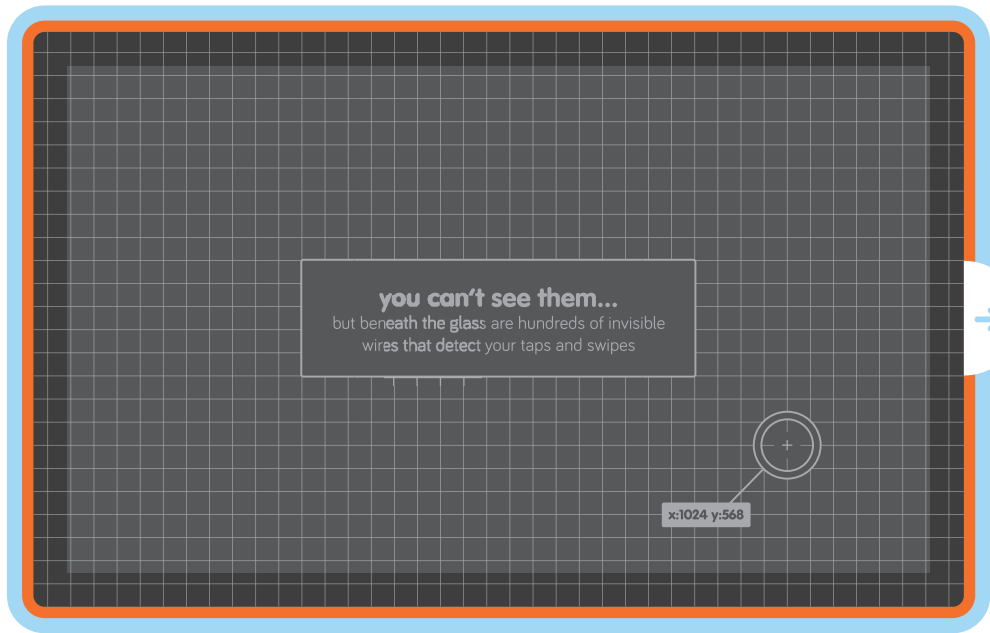 you can't see them...
but beneath the glass are hundreds of invisible
wires that detect your taps and swipes
x:1024 y:568